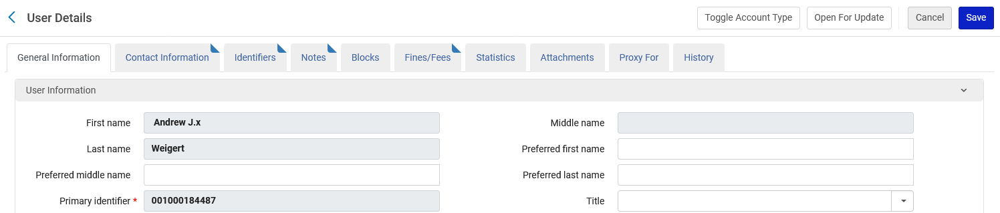 User Details Toggle Account Type Open For Update Cancel Save
General Information Contact Information Identifiers Notes Blocks Fines/Fees Statistics Attachments Proxy For History
User Information
First name Andrew J.x Middle name
Last name Weigert Preferred first name
Preferred middle name Preferred last name
Primary identifier * 001000184487 Title